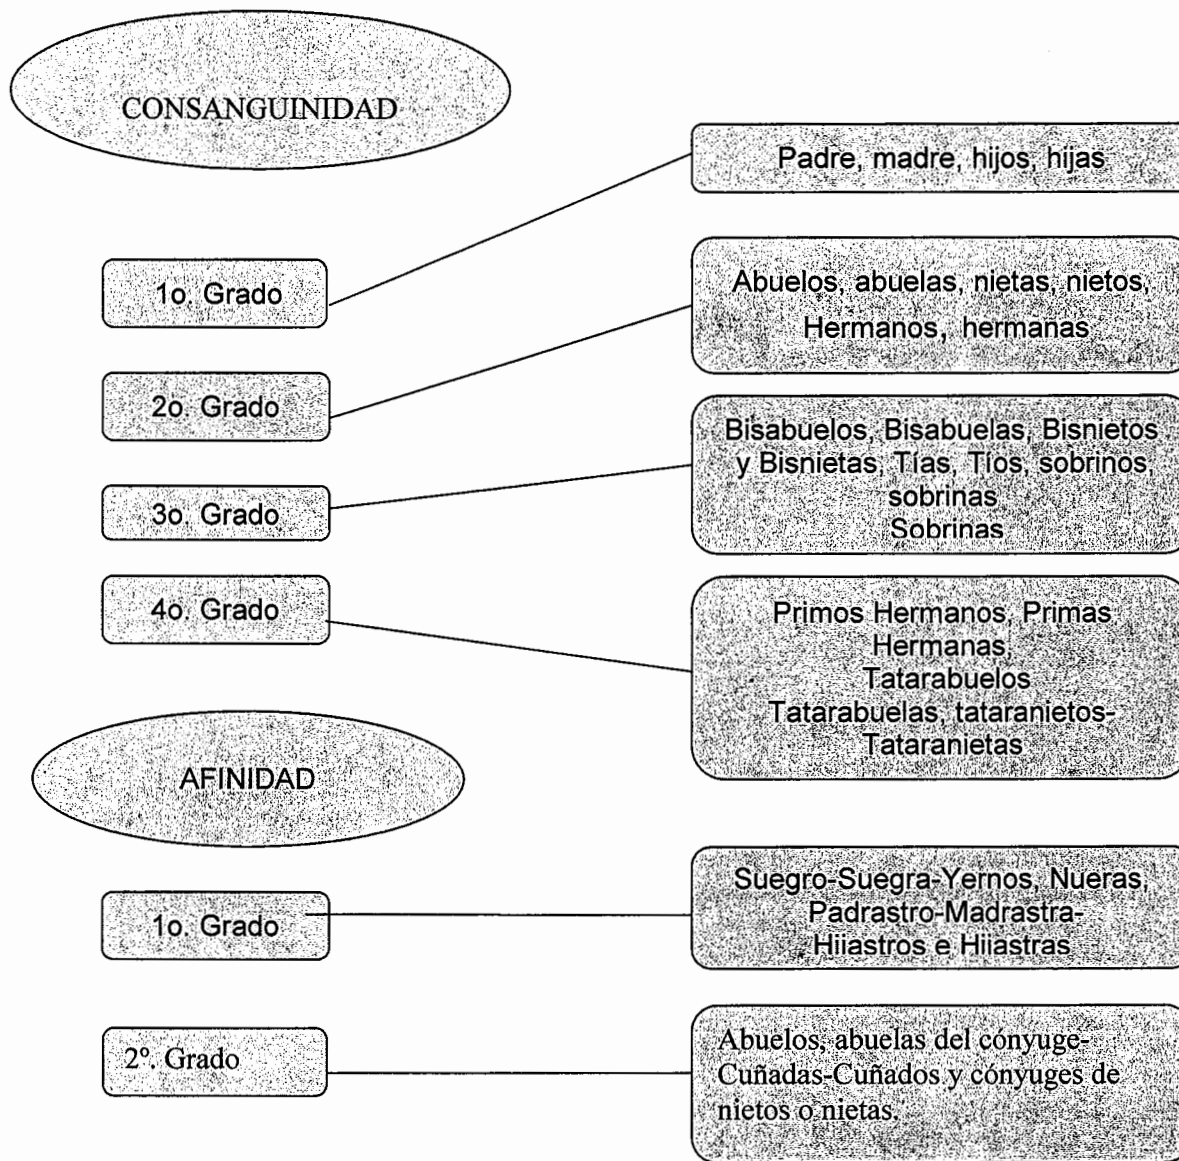 CONSANGUINIDAD
1o. Grado
Padre, madre, hijos, hijas
2o. Grado
Abuelos, abuelas, nietas, nietos,
Hermanos, hermanas
3o. Grado
Bisabuelos, Bisabuelas, Bisnietos
y Bisnietas, Tías, Tíos, sobrinos,
sobrinas
Sobrinas
4o. Grado
Primos Hermanos, Primas
Hermanas,
Tatarabuelos
Tatarabuelas, tataranietos-
Tataranietas
AFINIDAD
1o. Grado
Suegro-Suegra-Yernos, Nueras,
Padrastro-Madrastra-
Hijastros e Hijastras
2º. Grado
Abuelos, abuelas del cónyuge-
Cuñadas-Cuñados y cónyuges de
nietos o nietas.